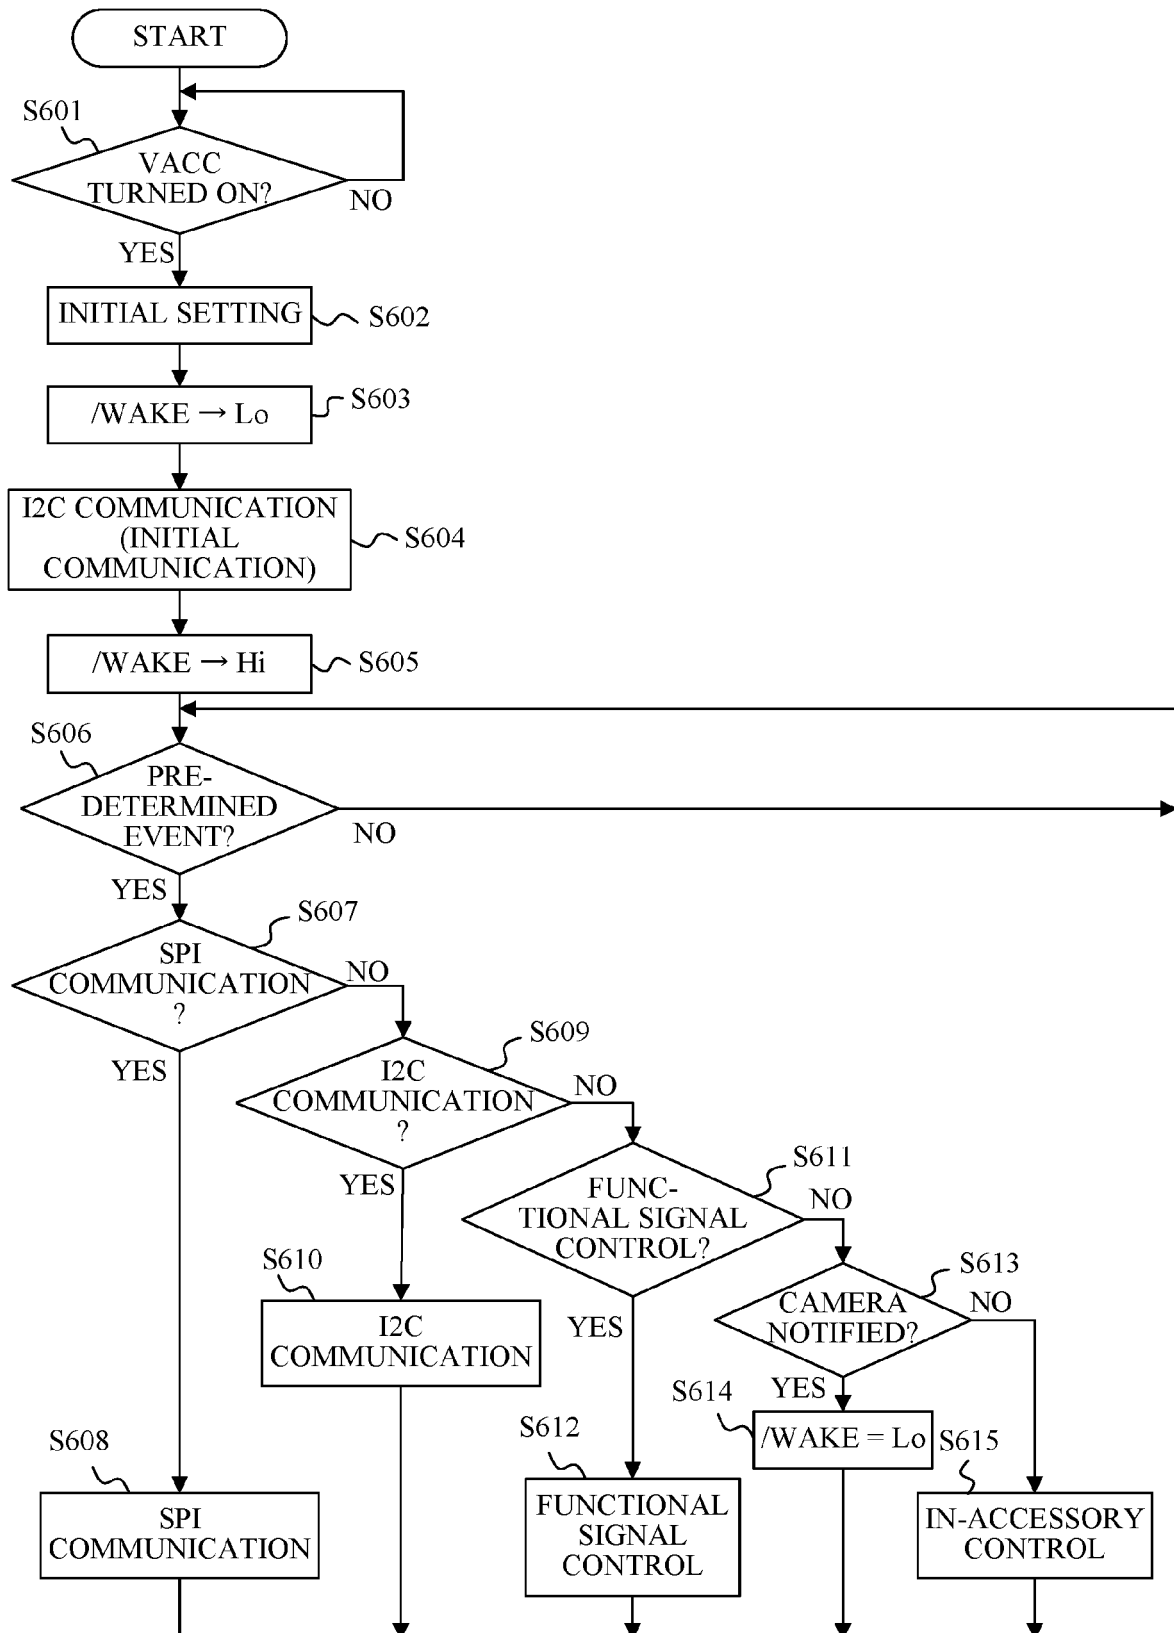 START
S601
VACC
TURNED ON?
NO
YES
INITIAL SETTING
S602
/WAKE → Lo
S603
I2C COMMUNICATION
(INITIAL
COMMUNICATION)
S604
/WAKE → Hi
S605
S606
PRE-
DETERMINED
EVENT?
NO
YES
S607
SPI
COMMUNICATION
?
NO
YES
S609
I2C
COMMUNICATION
?
NO
YES
S611
FUNC-
TIONAL SIGNAL
CONTROL?
NO
YES
S610
I2C
COMMUNICATION
S613
CAMERA
NOTIFIED?
NO
YES
S614
/WAKE = Lo
S612
FUNCTIONAL
SIGNAL
CONTROL
S615
IN-ACCESSORY
CONTROL
S608
SPI
COMMUNICATION